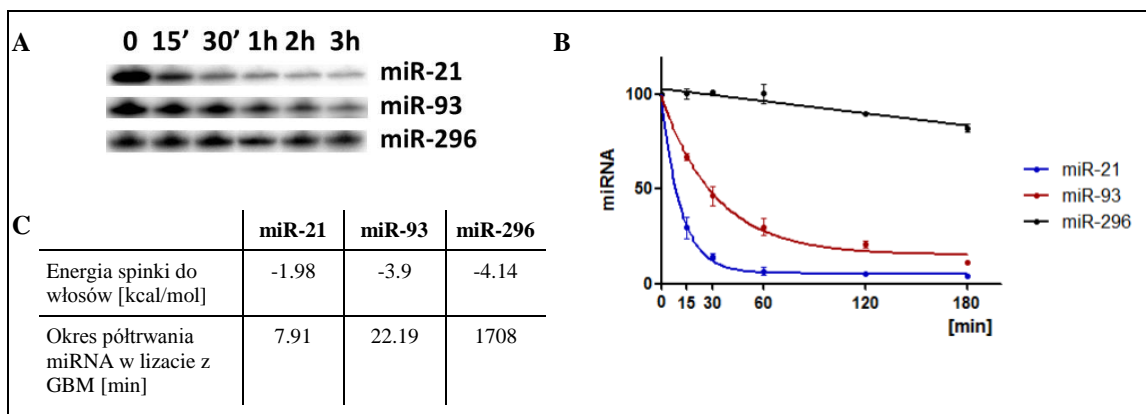 A
0 15’ 30’ 1h 2h 3h
miR-21
miR-93
miR-296
B
miRNA
100
50
0
0 15 30 60 120 180
[min]
miR-21
miR-93
miR-296
C
miR-21 miR-93 miR-296
Energia spinki do
włosów [kcal/mol]
-1.98 -3.9 -4.14
Okres półtrwania
miRNA w lizacie z
GBM [min]
7.91 22.19 1708